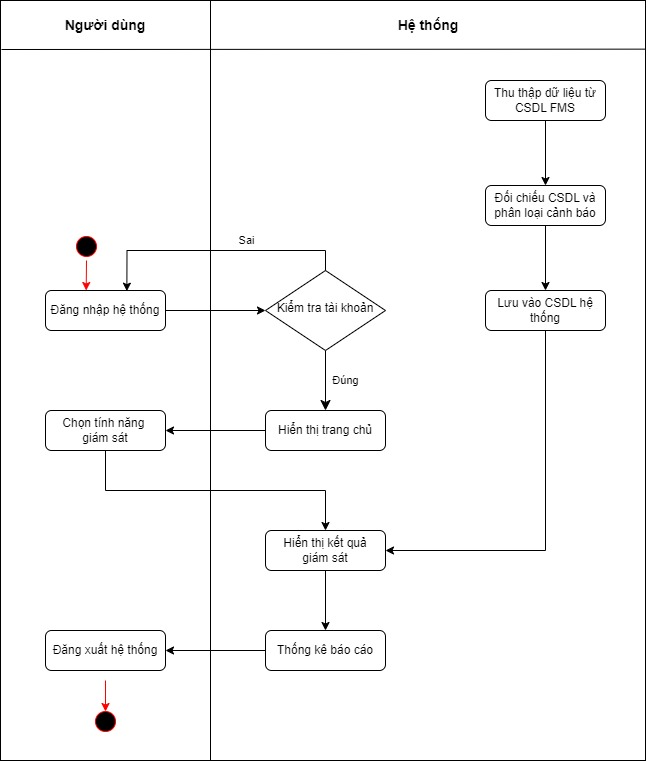 Người dùng
Hệ thống
Thu thập dữ liệu từ
CSDL FMS
Đối chiếu CSDL và
phân loại cảnh báo
Sai
Đăng nhập hệ thống
Kiểm tra tài khoản
Lưu vào CSDL hệ
thống
Đúng
Chọn tính năng
giám sát
Hiển thị trang chủ
Hiển thị kết quả
giám sát
Đăng xuất hệ thống
Thống kê báo cáo